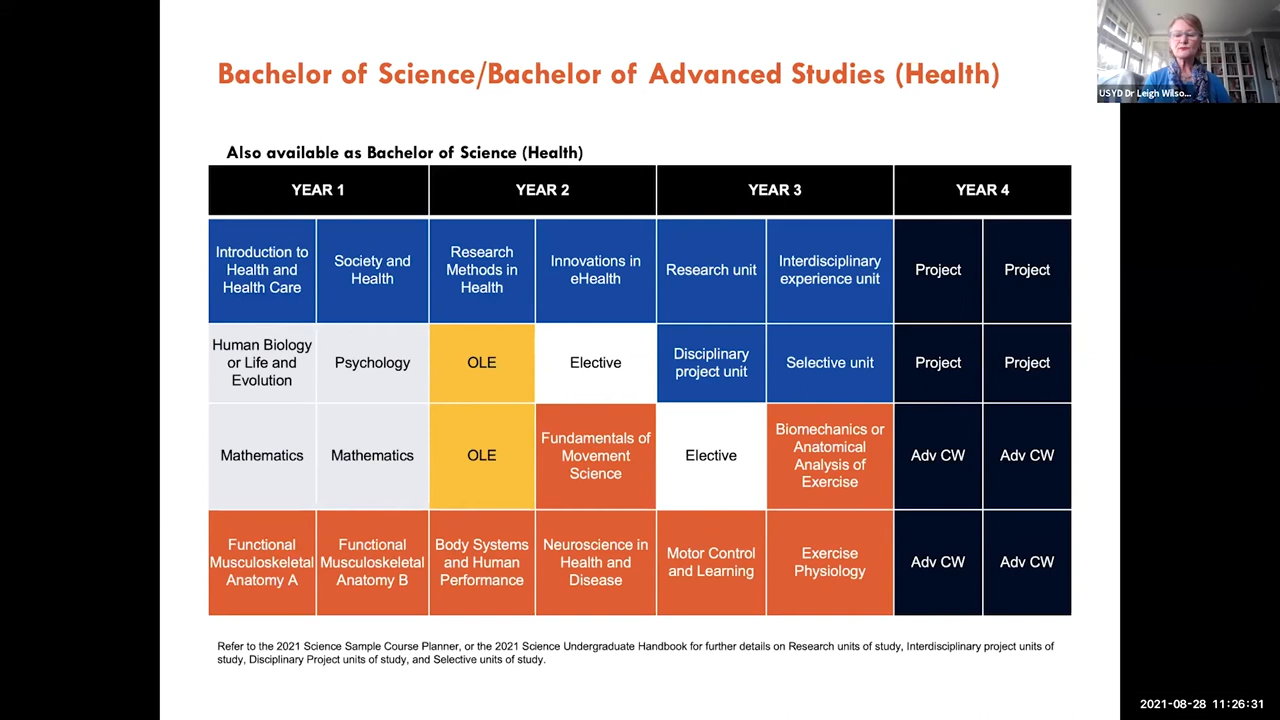 Bachelor of Science/Bachelor of Advanced Studies (Health)
USYD Dr Leigh Wilso...
Also available as Bachelor of Science (Health)
YEAR 1
YEAR 2
YEAR 3
YEAR 4
Introduction to
Health and
Health Care
Society and
Health
Research
Methods in
Health
Innovations in
eHealth
Research unit
Interdisciplinary
experience unit
Project
Project
Human Biology
or Life and
Evolution
Psychology
OLE
Elective
Disciplinary
project unit
Selective unit
Project
Project
Mathematics
Mathematics
OLE
Fundamentals of
Movement
Science
Elective
Biomechanics or
Anatomical
Analysis of
Exercise
Adv CW
Adv CW
Functional
Musculoskeletal
Anatomy A
Functional
Musculoskeletal
Anatomy B
Body Systems
and Human
Performance
Neuroscience in
Health and
Disease
Motor Control
and Learning
Exercise
Physiology
Adv CW
Adv CW
Refer to the 2021 Science Sample Course Planner, or the 2021 Science Undergraduate Handbook for further details on Research units of study, Interdisciplinary project units of
study, Disciplinary Project units of study, and Selective units of study.
2021-08-28 11:26:31